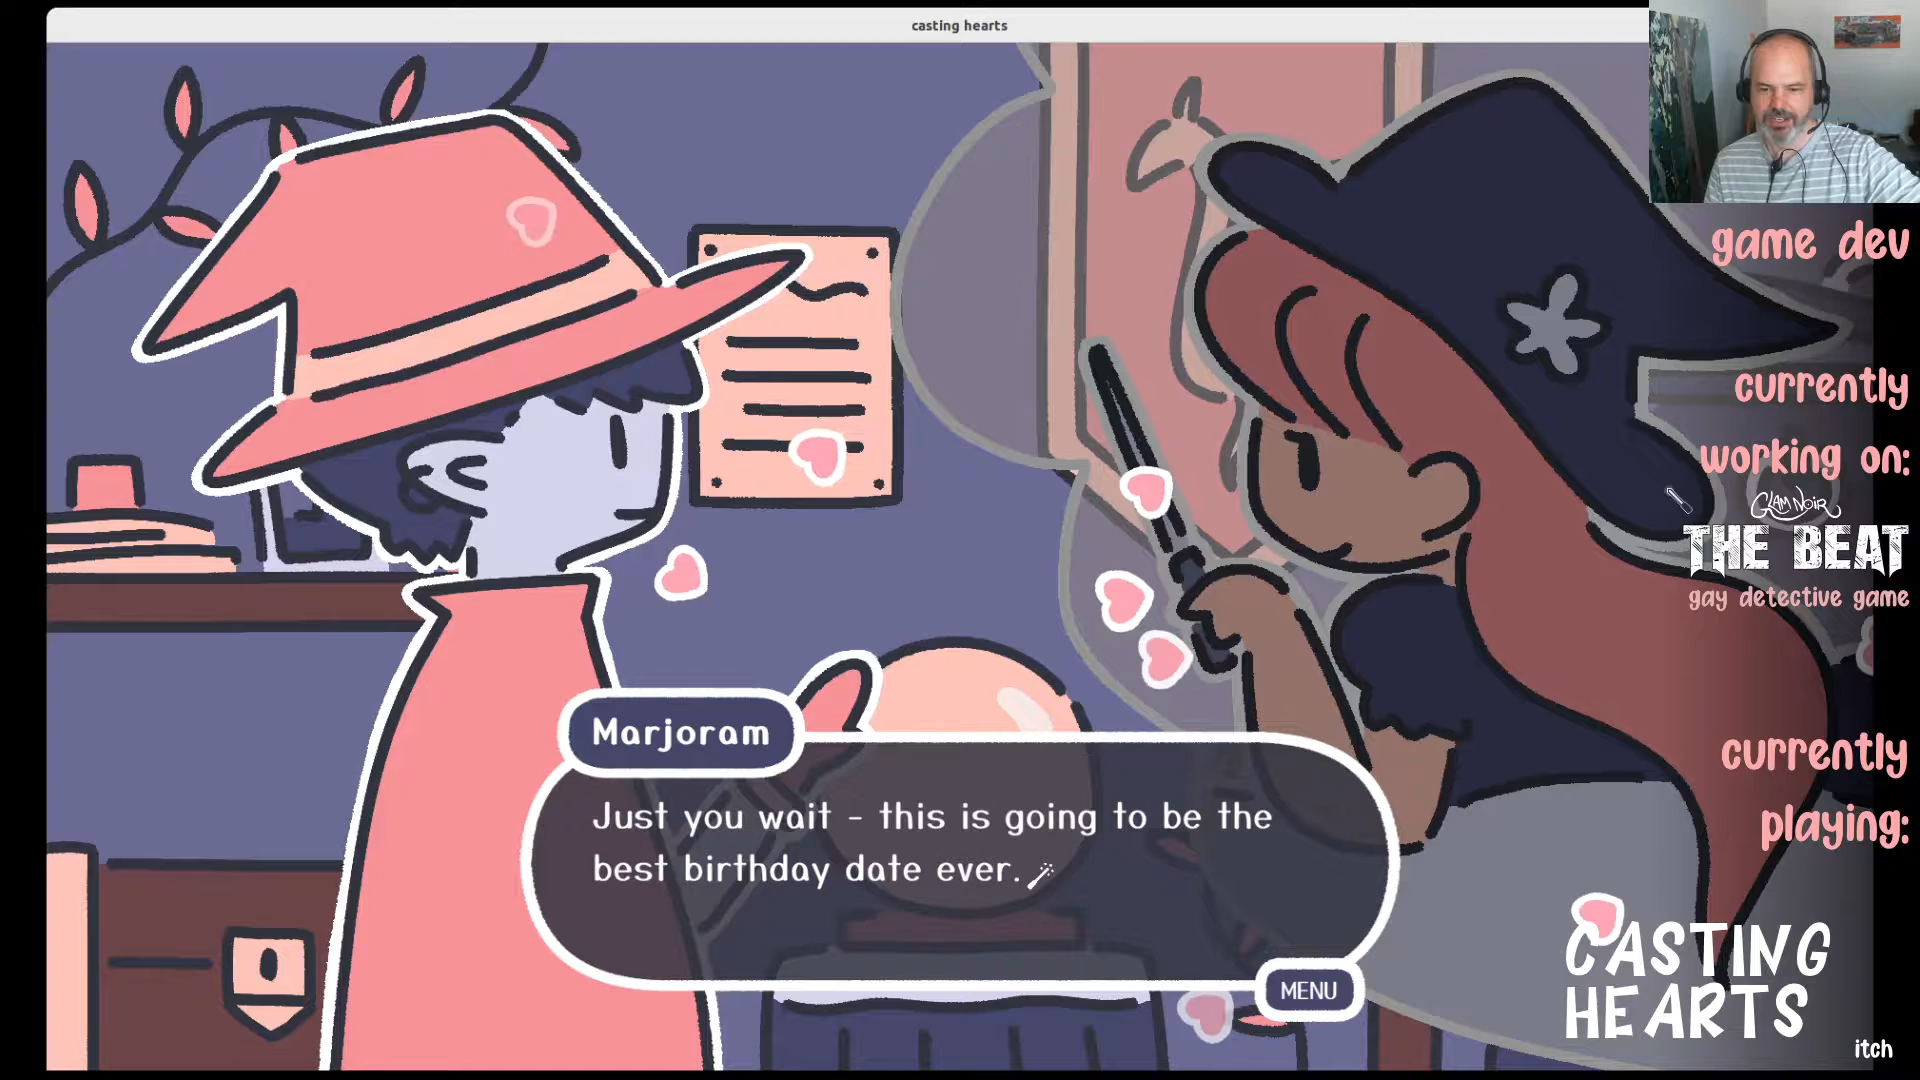 casting hearts
game dev
currently
working on:
GLAM NOIR
THE BEAT
gay detective game
Marjoram
Just you wait - this is going to be the
best birthday date ever.
MENU
currently
playing:
CASTING
HEARTS
itch